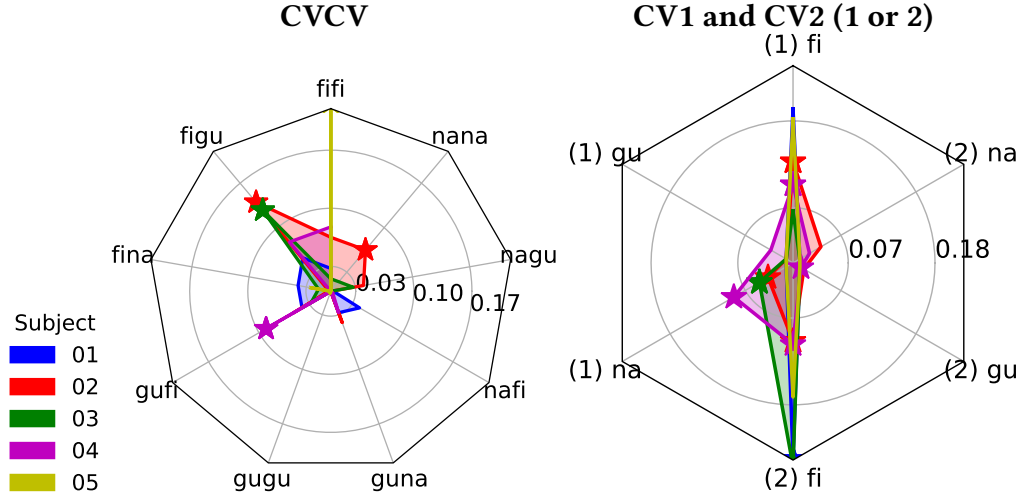 CVCV
CV1 and CV2 (1 or 2)
fifi
figu
nana
fina
nagu
0.03
0.10
0.17
gufi
nafi
gugu
guna
Subject
01
02
03
04
05
(1) fi
(1) gu
(2) na
0.07
0.18
(1) na
(2) gu
(2) fi